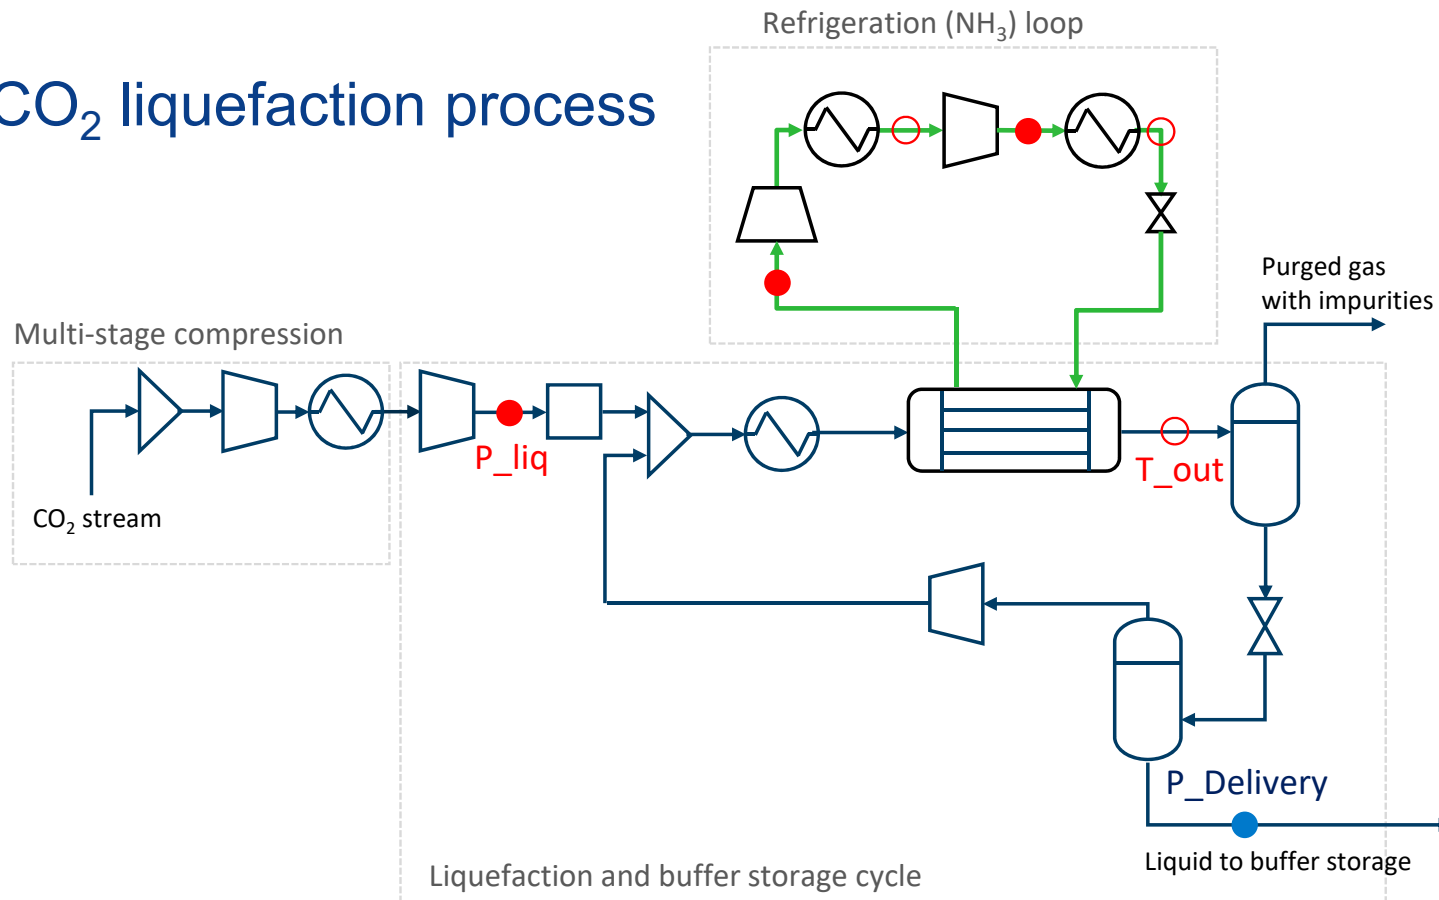 Refrigeration (NH₃) loop
CO₂ liquefaction process
Purged gas
with impurities
Multi-stage compression
P_liq
T_out
CO₂ stream
P_Delivery
Liquid to buffer storage
Liquefaction and buffer storage cycle